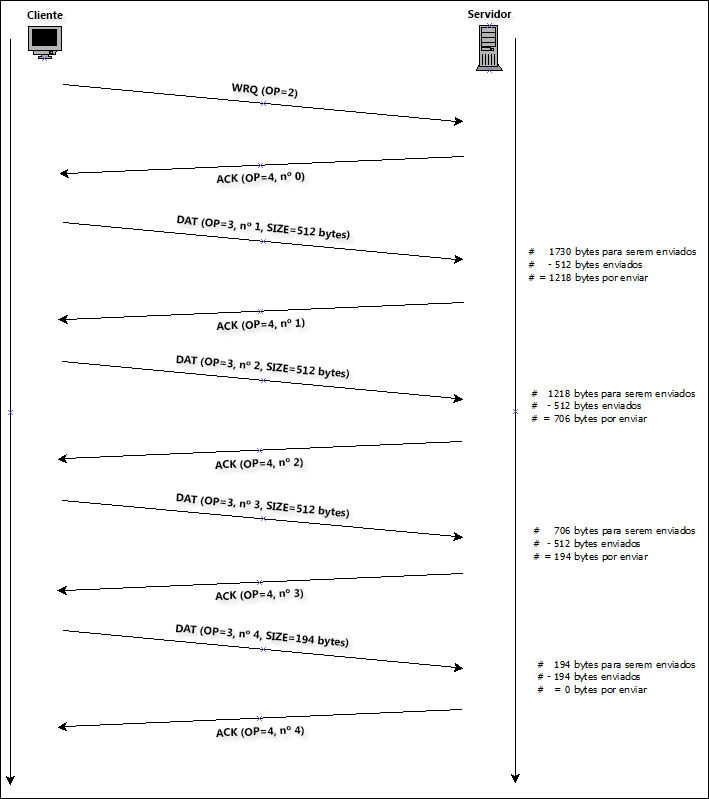 Cliente
Servidor
WRQ (OP=2)
ACK (OP=4, nº 0)
DAT (OP=3, nº 1, SIZE=512 bytes)
# 1730 bytes para serem enviados
# - 512 bytes enviados
# = 1218 bytes por enviar
ACK (OP=4, nº 1)
DAT (OP=3, nº 2, SIZE=512 bytes)
# 1218 bytes para serem enviados
# - 512 bytes enviados
# = 706 bytes por enviar
ACK (OP=4, nº 2)
DAT (OP=3, nº 3, SIZE=512 bytes)
# 706 bytes para serem enviados
# - 512 bytes enviados
# = 194 bytes por enviar
ACK (OP=4, nº 3)
DAT (OP=3, nº 4, SIZE=194 bytes)
# 194 bytes para serem enviados
# - 194 bytes enviados
# = 0 bytes por enviar
ACK (OP=4, nº 4)